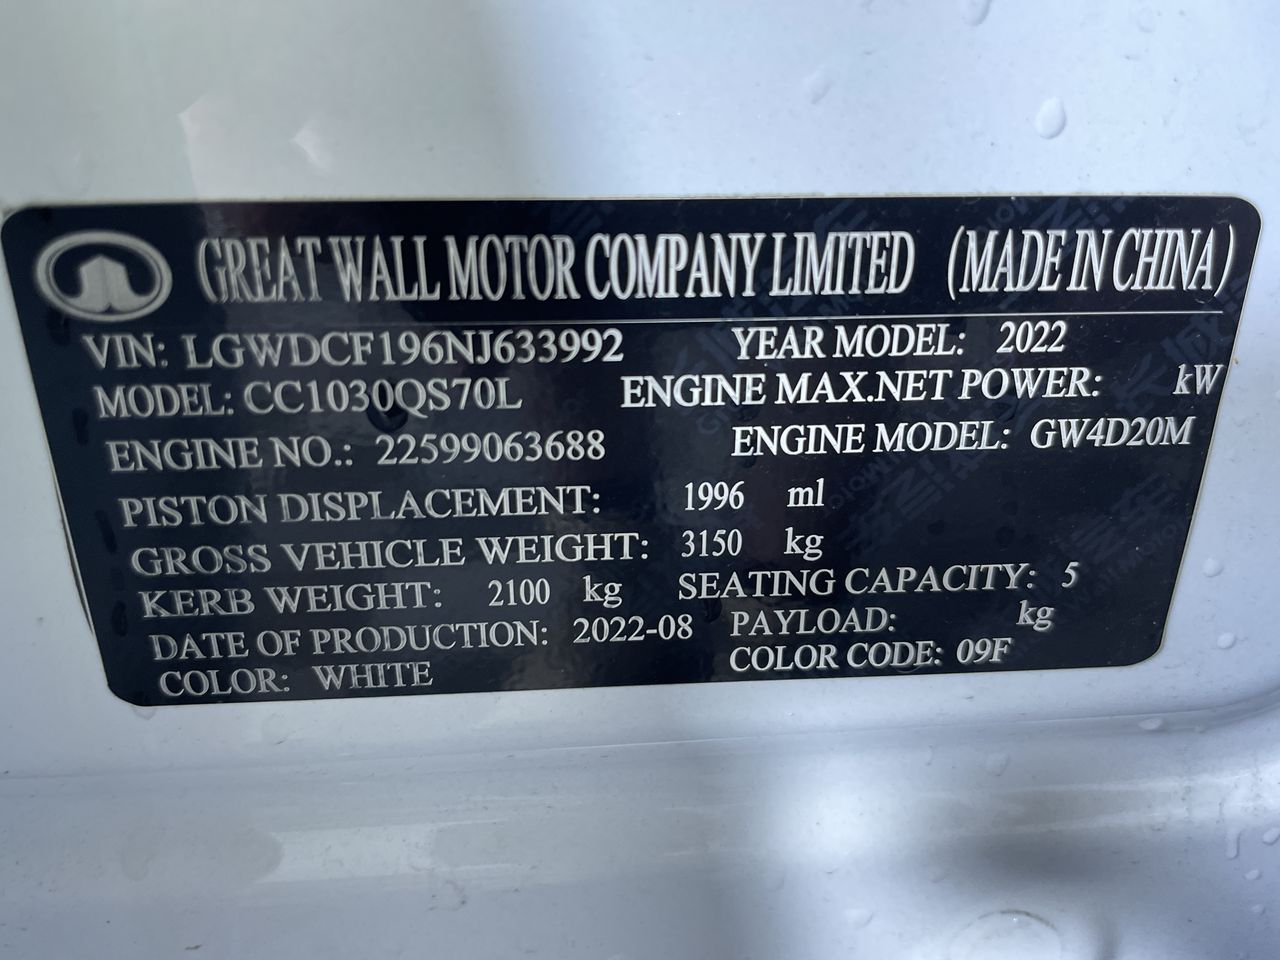 GREAT WALL MOTOR COMPANY LIMITED (MADE IN CHINA)
VIN: LGWDCF196NJ633992 YEAR MODEL: 2022
MODEL: CC1030QS70L ENGINE MAX.NET POWER: kW
ENGINE NO.: 22599063688 ENGINE MODEL: GW4D20M
PISTON DISPLACEMENT: 1996 ml
GROSS VEHICLE WEIGHT: 3150 kg
KERB WEIGHT: 2100 kg SEATING CAPACITY: 5
DATE OF PRODUCTION: 2022-08 PAYLOAD: kg
COLOR: WHITE COLOR CODE: 09F